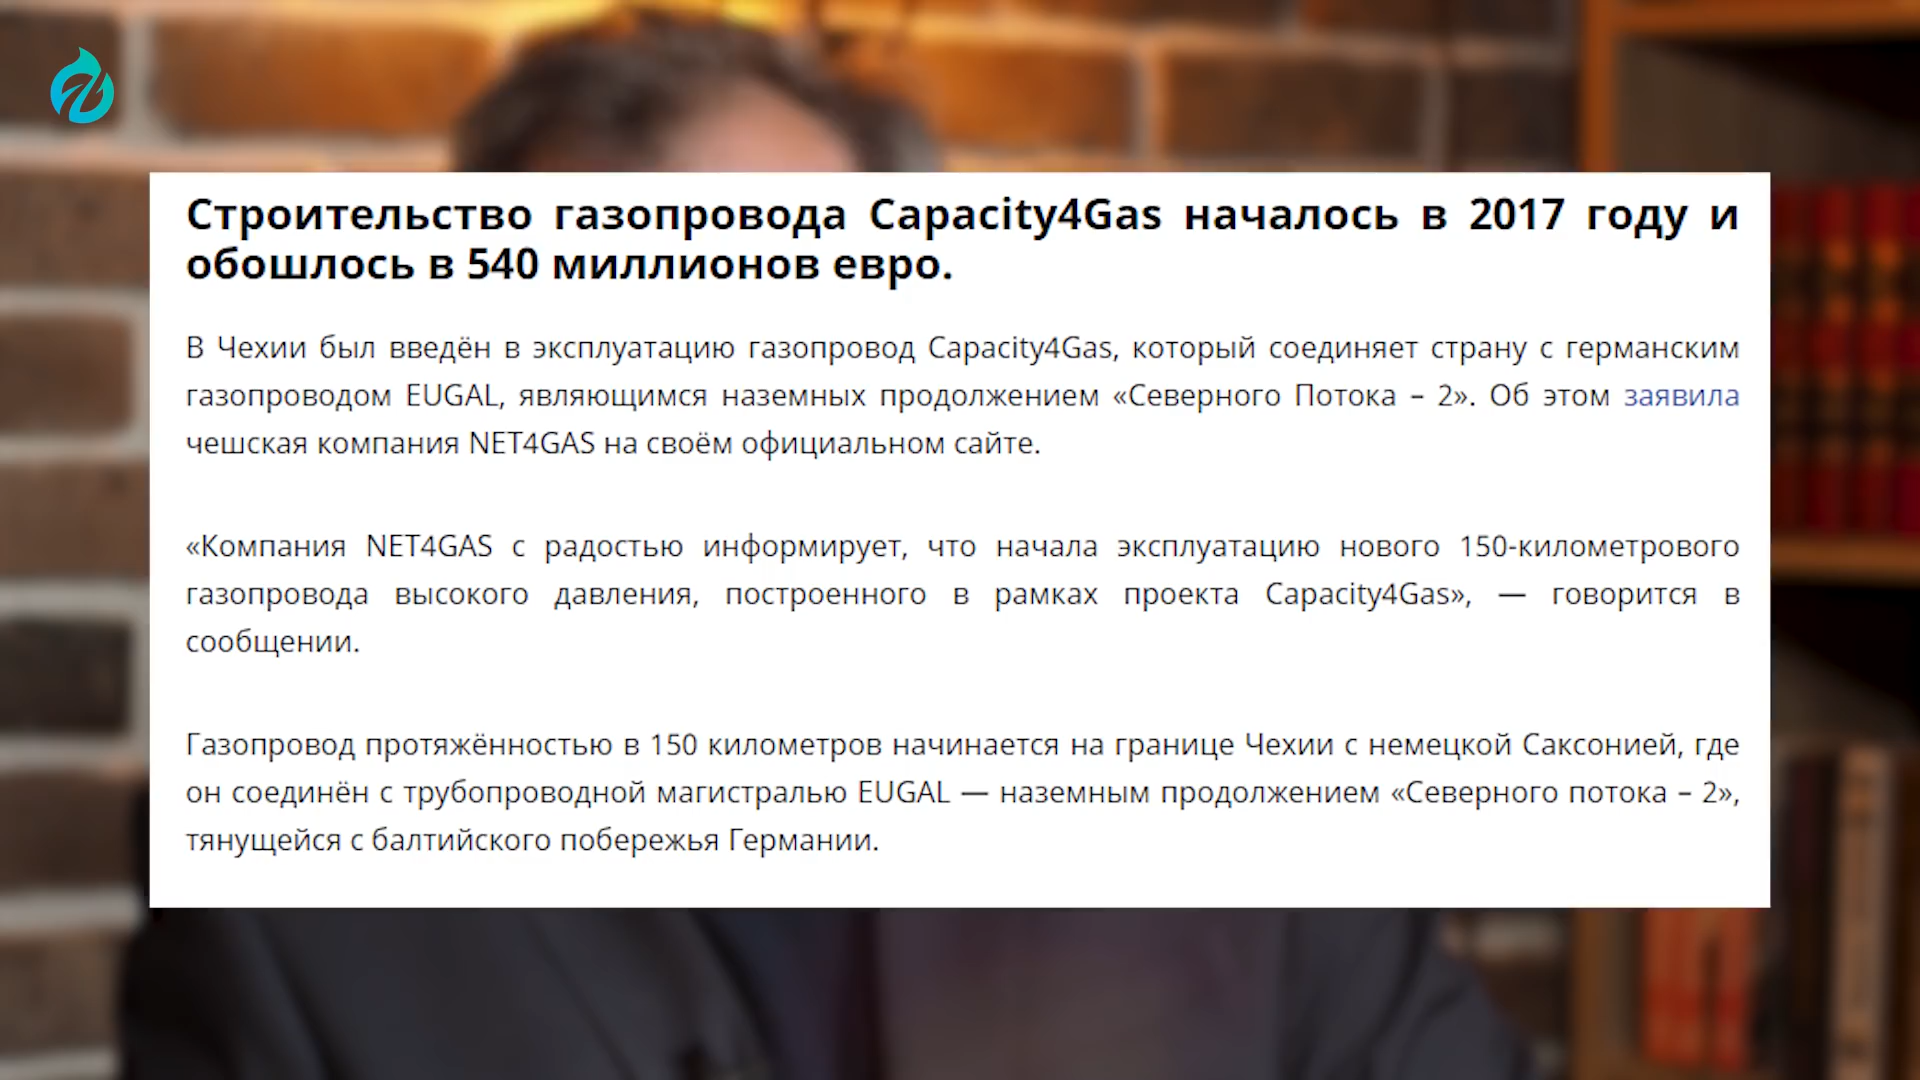 Строительство газопровода Capacity4Gas началось в 2017 году и
обошлось в 540 миллионов евро.
В Чехии был введён в эксплуатацию газопровод Capacity4Gas, который соединяет страну с германским
газопроводом EUGAL, являющимся наземных продолжением «Северного Потока – 2». Об этом заявила
чешская компания NET4GAS на своём официальном сайте.
«Компания NET4GAS с радостью информирует, что начала эксплуатацию нового 150-километрового
газопровода высокого давления, построенного в рамках проекта Capacity4Gas», — говорится в
сообщении.
Газопровод протяжённостью в 150 километров начинается на границе Чехии с немецкой Саксонией, где
он соединён с трубопроводной магистралью EUGAL — наземным продолжением «Северного потока – 2»,
тянущейся с балтийского побережья Германии.